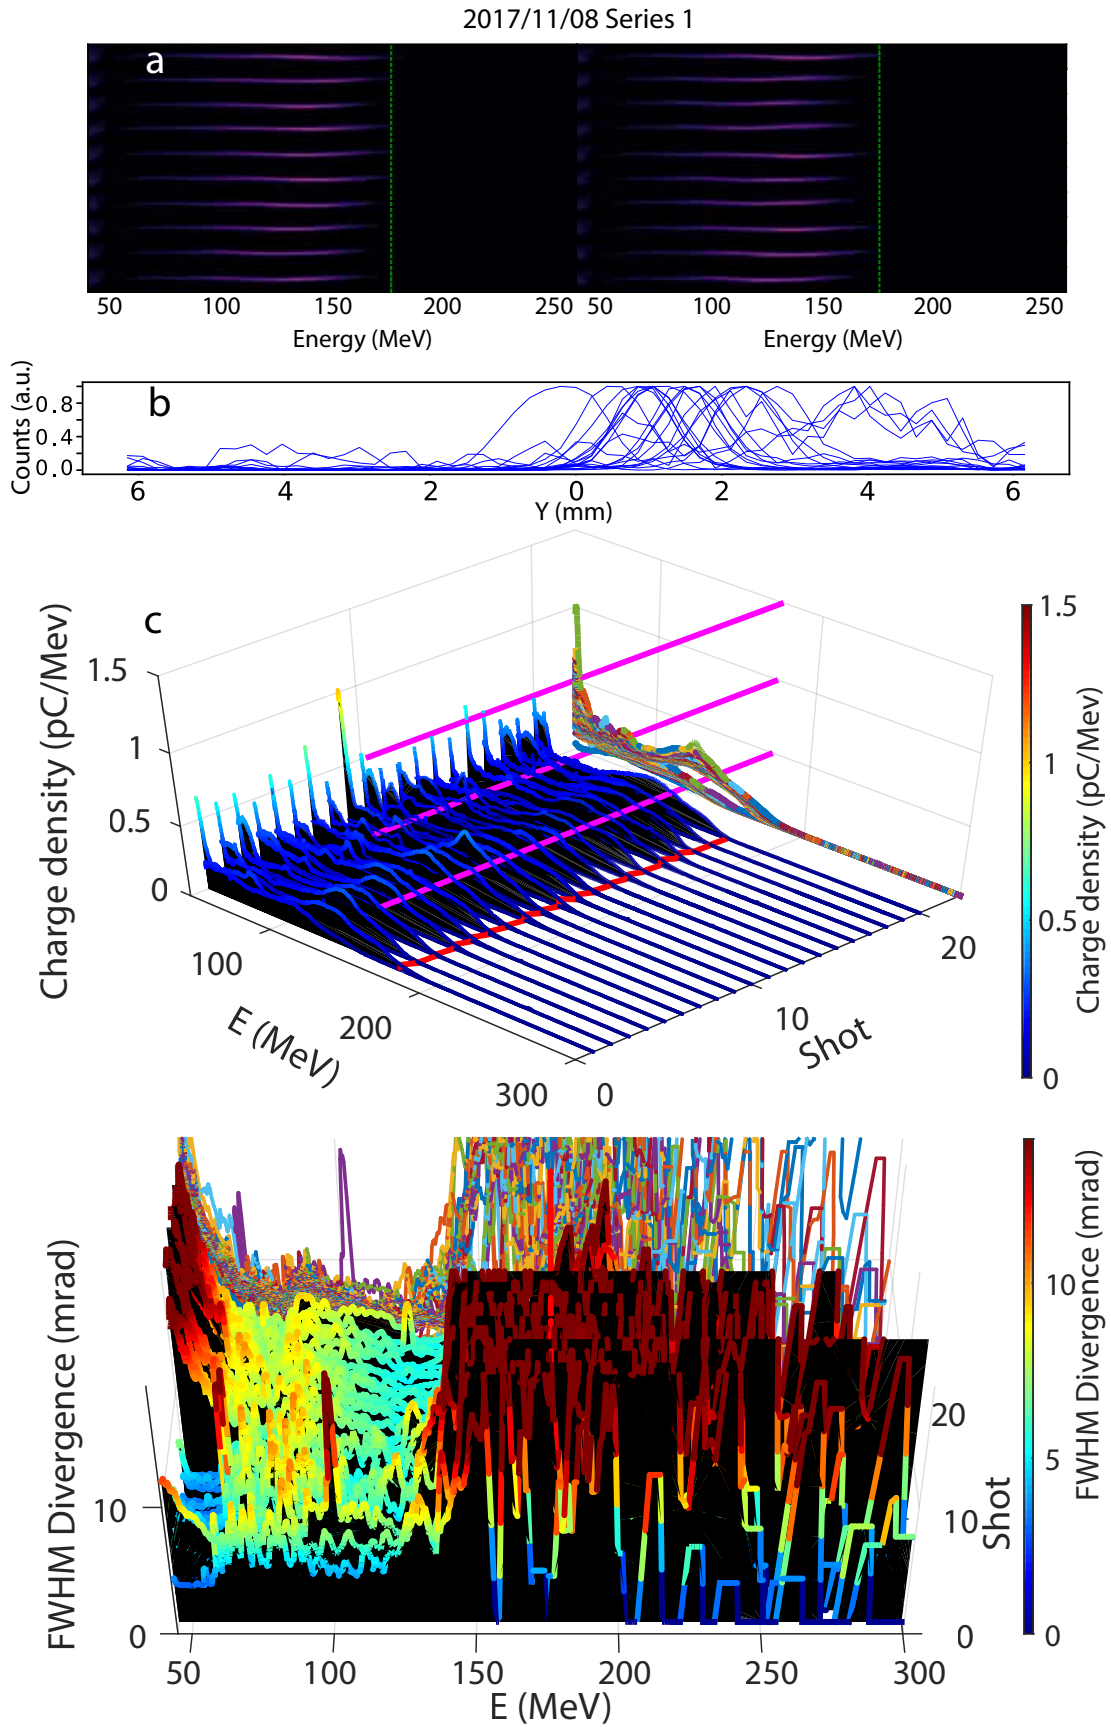 2017/11/08 Series 1
a
50 100 150 200 250 50 100 150 200 250
Energy (MeV) Energy (MeV)
b
Counts (a.u.)
0.8
0.4
0.0
6 4 2 0 2 4 6
Y (mm)
c
Charge density (pC/Mev)
1.5
1
0.5
0
100
200
300
E (MeV)
0
10
20
Shot
1.5
1
0.5
0
Charge density (pC/Mev)
FWHM Divergence (mrad)
10
0
50 100 150 200 250 300
E (MeV)
20
10
0
Shot
10
5
0
FWHM Divergence (mrad)